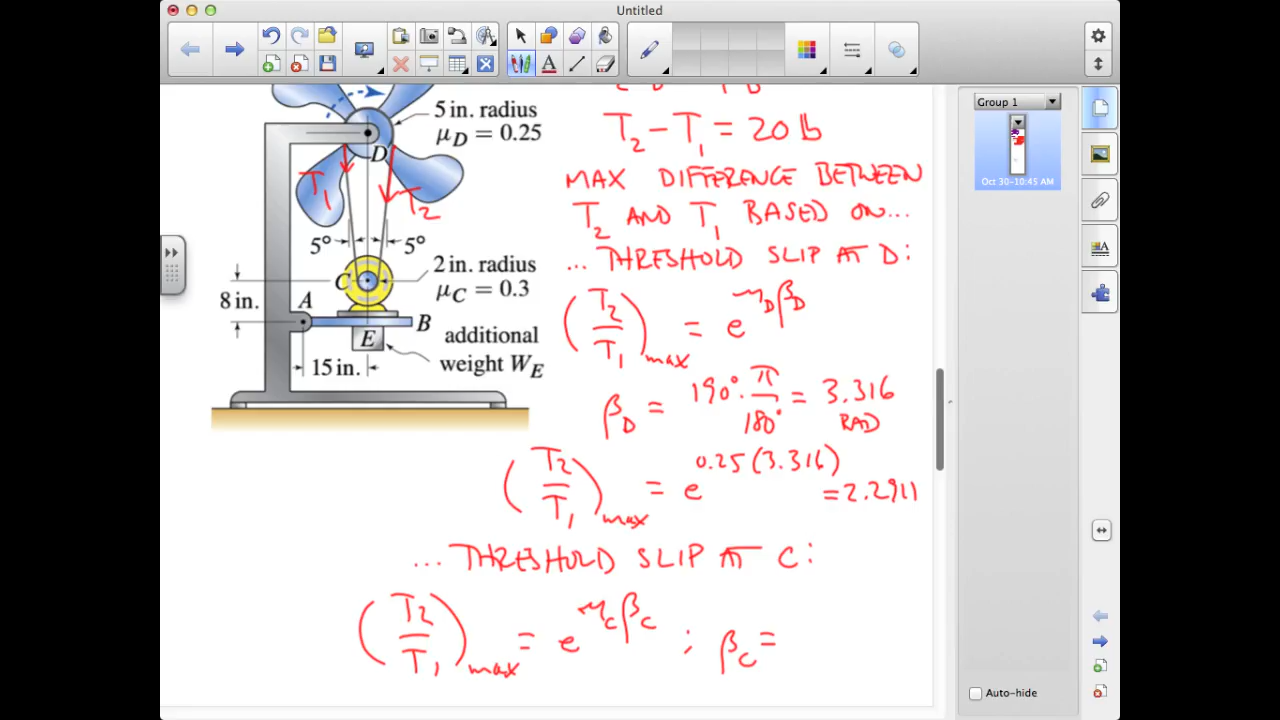 Untitled
Group 1
Oct 30-10:45 AM
Auto-hide
5 in. radius
μD = 0.25
D
T1
T2
5° 5°
C
2 in. radius
μC = 0.3
8 in.
A
B
E
additional
weight WE
15 in.
T2 - T1 = 20 lb
MAX DIFFERENCE BETWEEN
T2 AND T1 BASED ON...
... THRESHOLD SLIP AT D:
(T2/T1)max = e^μDβD
βD = 190° · π/180° = 3.316 RAD
(T2/T1)max = e^0.25(3.316) = 2.2911
... THRESHOLD SLIP AT C:
(T2/T1)max = e^μCβC ; βC =